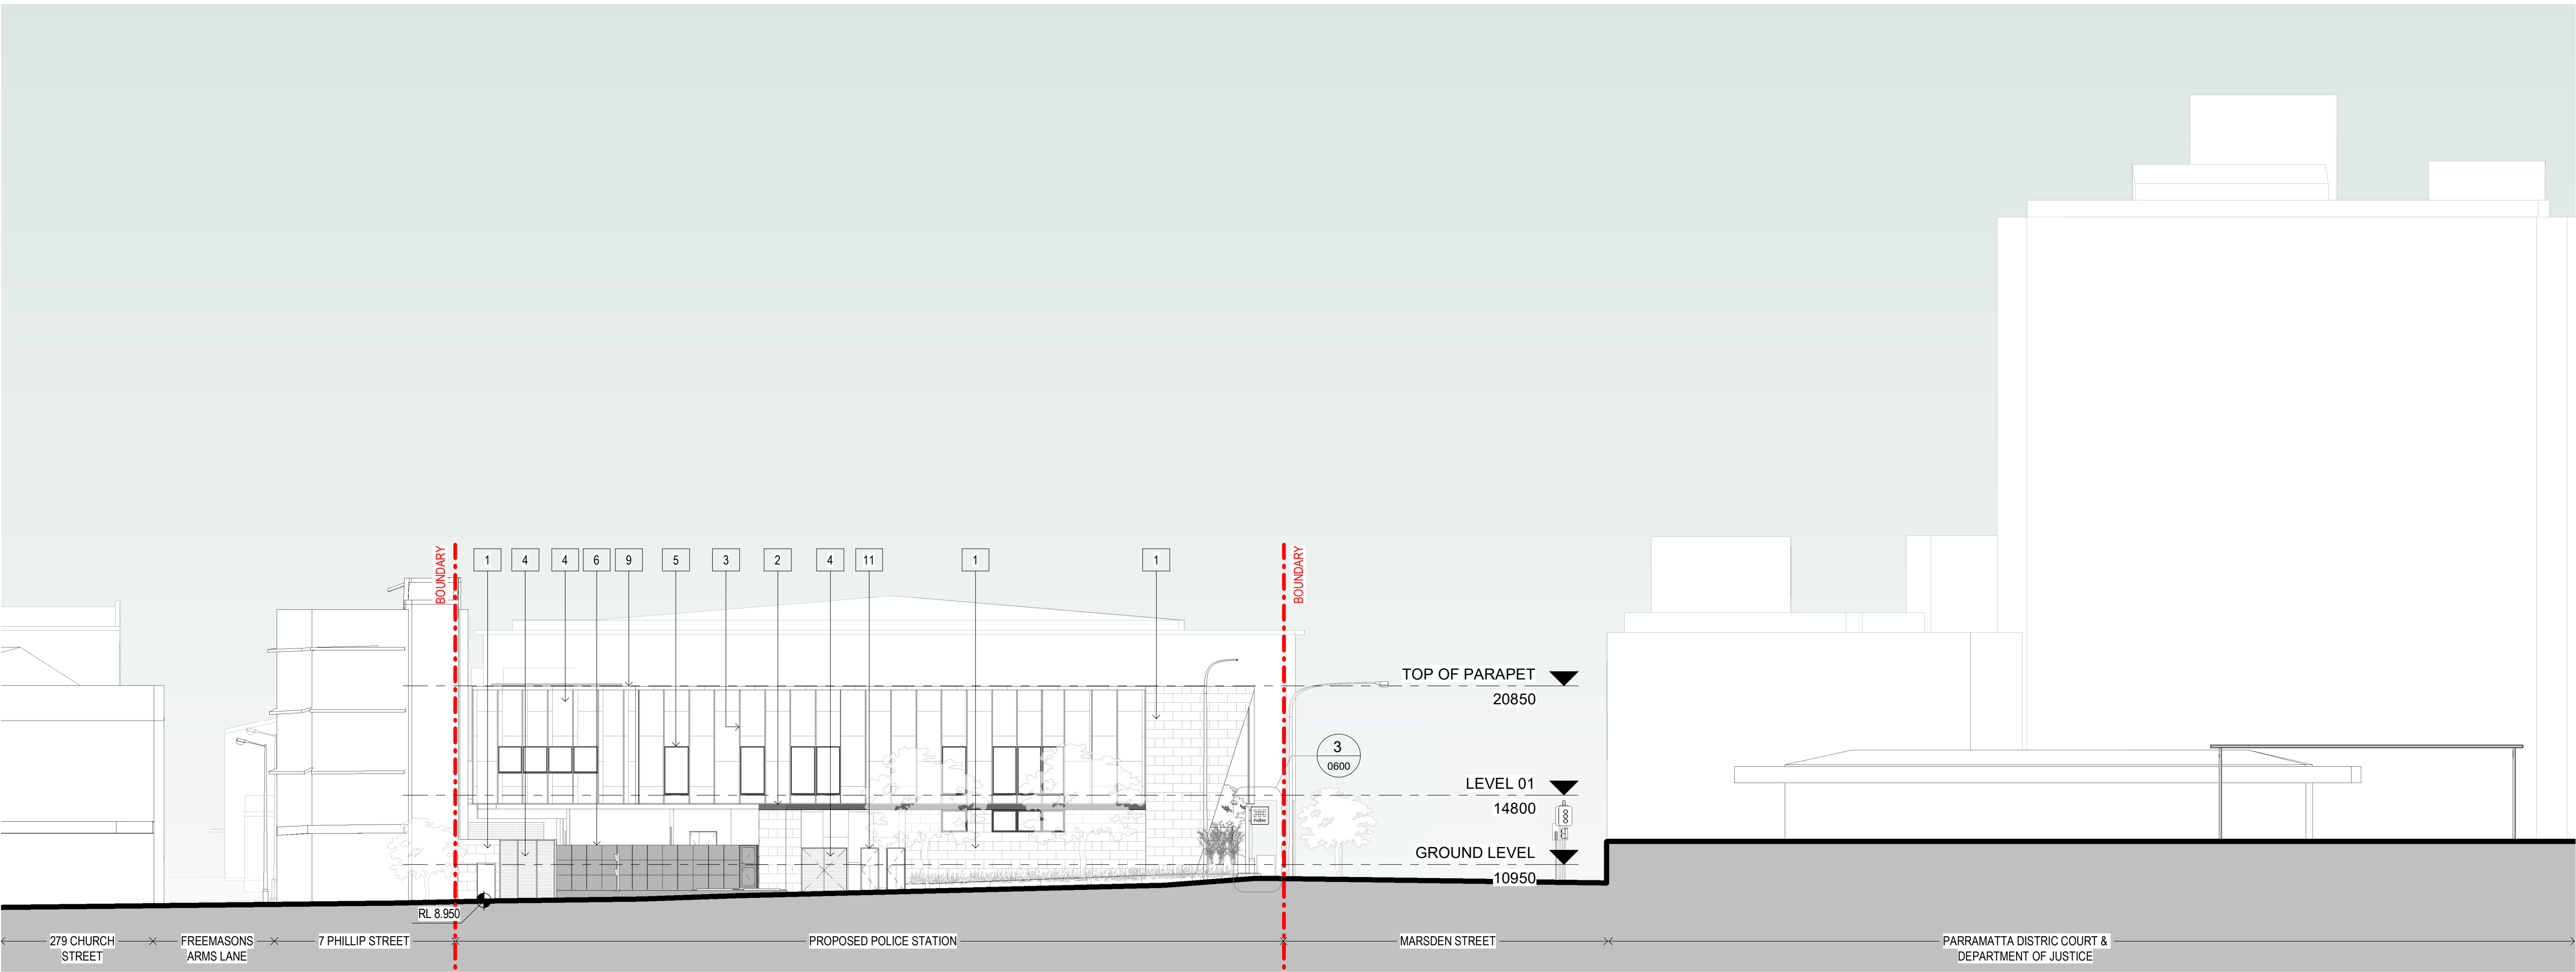 BOUNDARY
1
4
4
6
9
5
3
2
4
11
1
1
BOUNDARY
TOP OF PARAPET
20850
3
0600
LEVEL 01
14800
GROUND LEVEL
10950
Police
RL 8.950
279 CHURCH
STREET
FREEMASONS
ARMS LANE
7 PHILLIP STREET
PROPOSED POLICE STATION
MARSDEN STREET
PARRAMATTA DISTRIC COURT &
DEPARTMENT OF JUSTICE